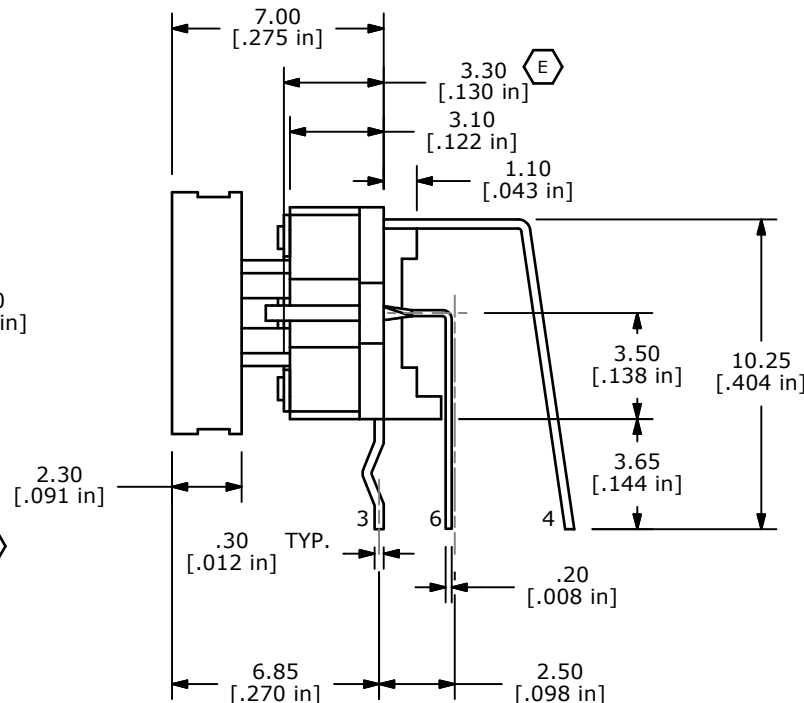 7.00
[.275 in]
3.30
[.130 in]
E
3.10
[.122 in]
1.10
[.043 in]
in]
3.50
[.138 in]
10.25
[.404 in]
2.30
[.091 in]
3.65
[.144 in]
3
6
4
.30
[.012 in]
TYP.
.20
[.008 in]
6.85
[.270 in]
2.50
[.098 in]